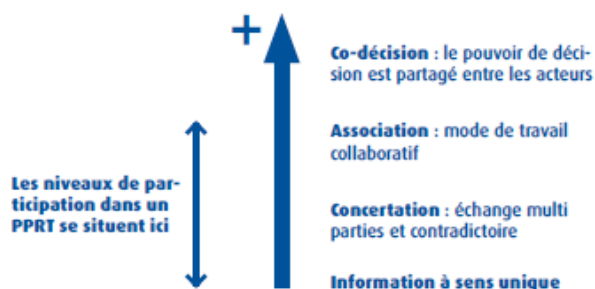 +
Co-décision : le pouvoir de déci-
sion est partagé entre les acteurs
Association : mode de travail
collaboratif
Les niveaux de par-
ticipation dans un
PPRT se situent ici
Concertation : échange multi
parties et contradictoire
Information à sens unique